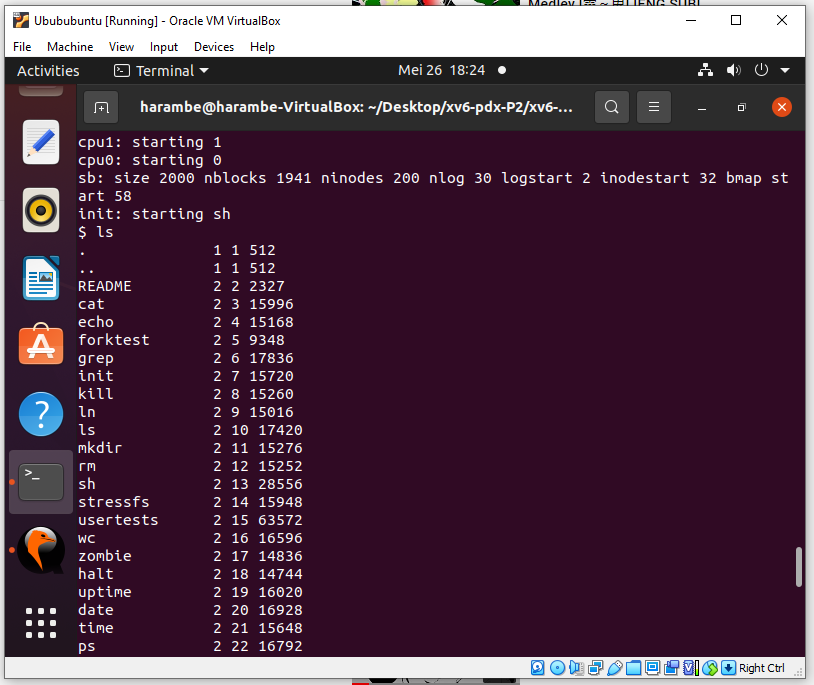 Medley
Ubububuntu [Running] - Oracle VM VirtualBox
File Machine View Input Devices Help
Activities Terminal Mei 26 18:24
harambe@harambe-VirtualBox: ~/Desktop/xv6-pdx-P2/xv6-...
cpu1: starting 1
cpu0: starting 0
sb: size 2000 nblocks 1941 ninodes 200 nlog 30 logstart 2 inodestart 32 bmap st
art 58
init: starting sh
$ ls
. 1 1 512
.. 1 1 512
README 2 2 2327
cat 2 3 15996
echo 2 4 15168
forktest 2 5 9348
grep 2 6 17836
init 2 7 15720
kill 2 8 15260
ln 2 9 15016
ls 2 10 17420
mkdir 2 11 15276
rm 2 12 15252
sh 2 13 28556
stressfs 2 14 15948
usertests 2 15 63572
wc 2 16 16596
zombie 2 17 14836
halt 2 18 14744
uptime 2 19 16020
date 2 20 16928
time 2 21 15648
ps 2 22 16792
Right Ctrl